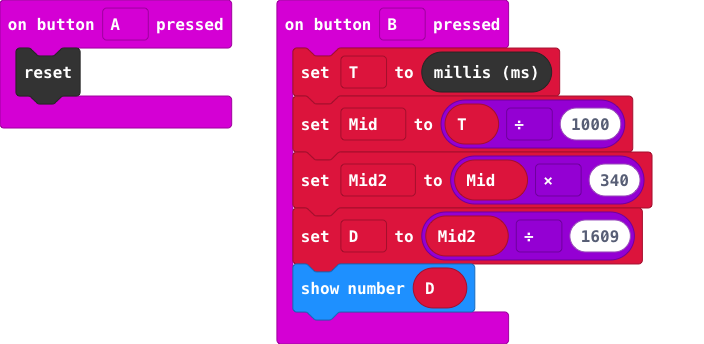 on button A pressed
reset
on button B pressed
set T to millis (ms)
set Mid to T ÷ 1000
set Mid2 to Mid × 340
set D to Mid2 ÷ 1609
show number D